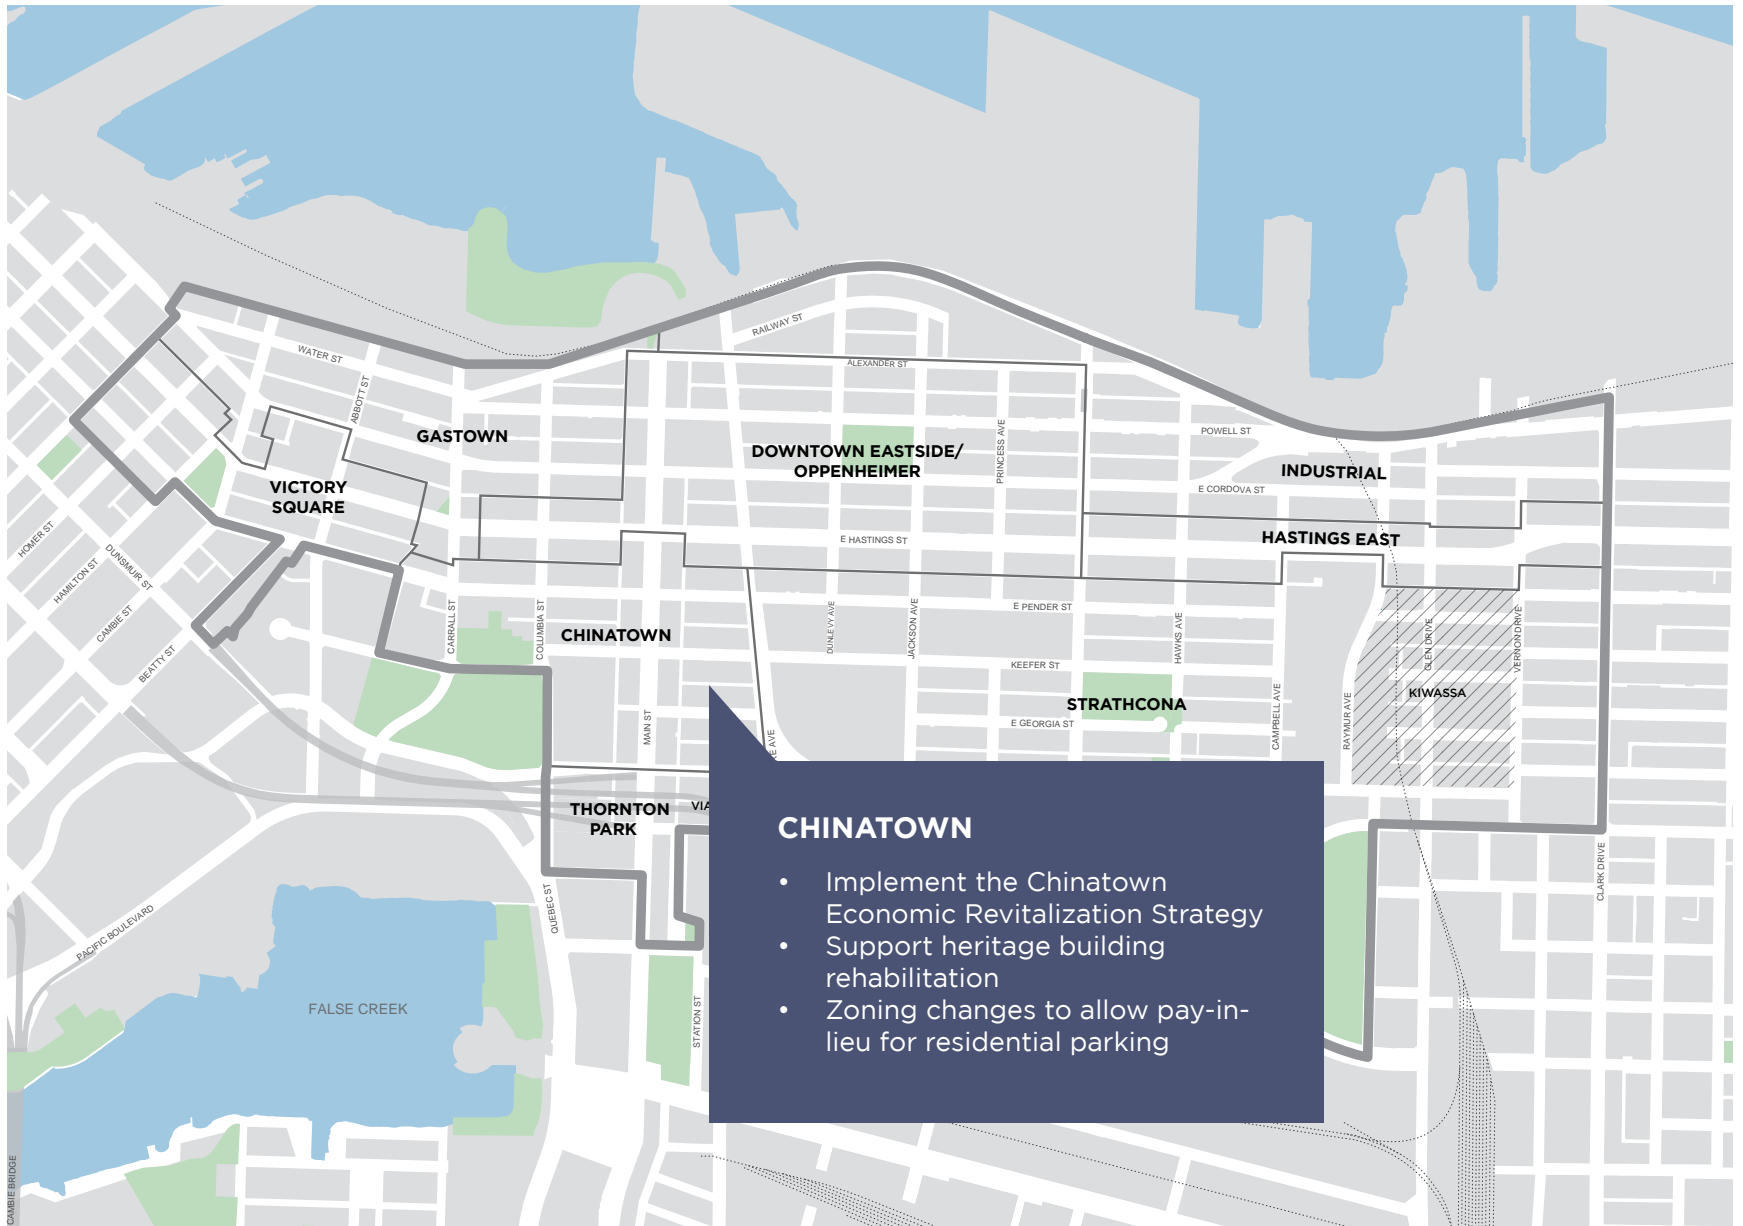 RAILWAY ST
WATER ST
ALEXANDER ST
ABBOTT ST
GASTOWN
POWELL ST
PRINCESS AVE
DOWNTOWN EASTSIDE/
OPPENHEIMER
INDUSTRIAL
VICTORY
SQUARE
E CORDOVA ST
HOMER ST
E HASTINGS ST
HASTINGS EAST
DUNSMUIR ST
HAMILTON ST
CAMBIE ST
BEATTY ST
CARRALL ST
COLUMBIA ST
CHINATOWN
DUNLEVY AVE
JACKSON AVE
E PENDER ST
HAWKS AVE
GLEN DRIVE
VERNON DRIVE
KEEFER ST
KIWASSA
STRATHCONA
MAIN ST
E GEORGIA ST
CAMPBELL AVE
RAYMUR AVE
E AVE
THORNTON
PARK
VIA
CHINATOWN
• Implement the Chinatown
Economic Revitalization Strategy
• Support heritage building
rehabilitation
• Zoning changes to allow pay-in-
lieu for residential parking
CLARK DRIVE
QUEBEC ST
PACIFIC BOULEVARD
FALSE CREEK
STATION ST
CAMBIE BRIDGE